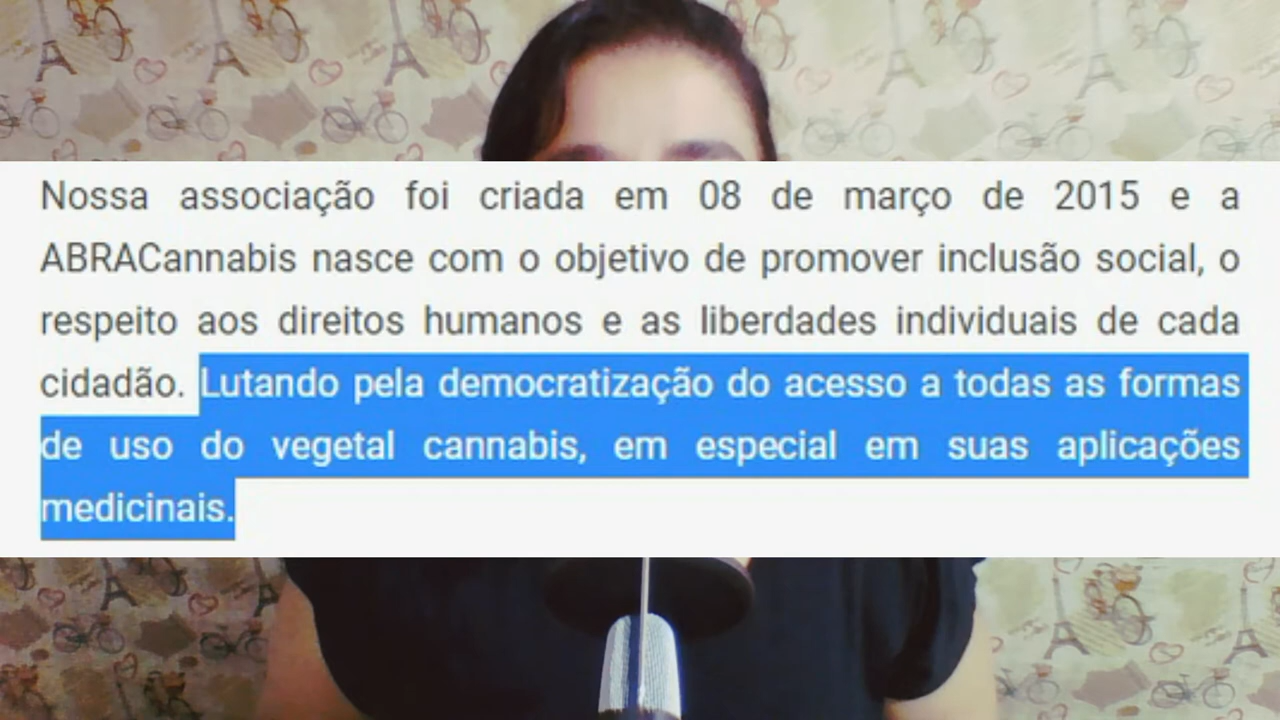 Nossa associação foi criada em 08 de março de 2015 e a
ABRACannabis nasce com o objetivo de promover inclusão social, o
respeito aos direitos humanos e as liberdades individuais de cada
cidadão. Lutando pela democratização do acesso a todas as formas
de uso do vegetal cannabis, em especial em suas aplicações
medicinais.